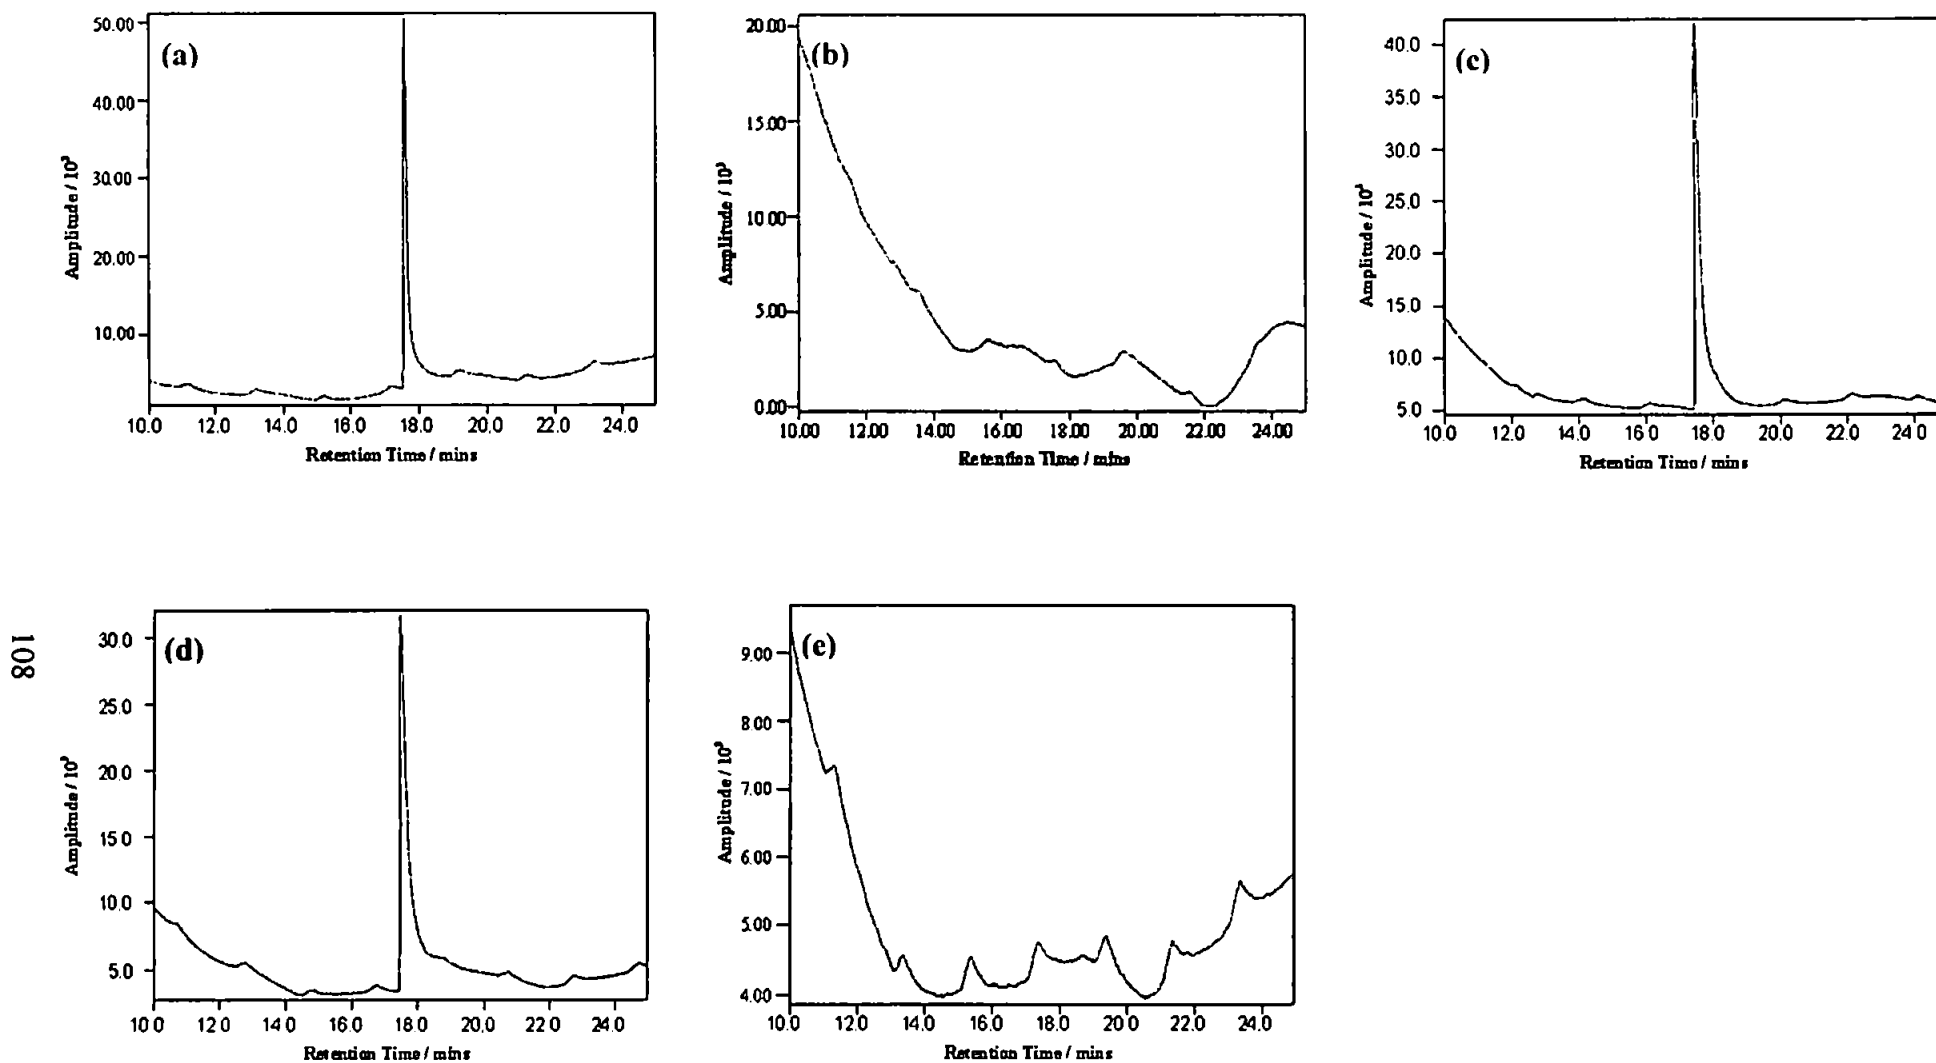 (a)
50.00
40.00
30.00
20.00
10.00
Amplitude / 10³
10.0 12.0 14.0 16.0 18.0 20.0 22.0 24.0
Retention Time / mins
(b)
20.00
15.00
10.00
5.00
0.00
Amplitude / 10³
10.00 12.00 14.00 16.00 18.00 20.00 22.00 24.00
Retention Time / mins
(c)
40.0
35.0
30.0
25.0
20.0
15.0
10.0
5.0
Amplitude / 10³
10.0 12.0 14.0 16.0 18.0 20.0 22.0 24.0
Retention Time / mins
108
(d)
30.0
25.0
20.0
15.0
10.0
5.0
Amplitude / 10³
10.0 12.0 14.0 16.0 18.0 20.0 22.0 24.0
Retention Time / mins
(e)
9.00
8.00
7.00
6.00
5.00
4.00
Amplitude / 10³
10.0 12.0 14.0 16.0 18.0 20.0 22.0 24.0
Retention Time / mins